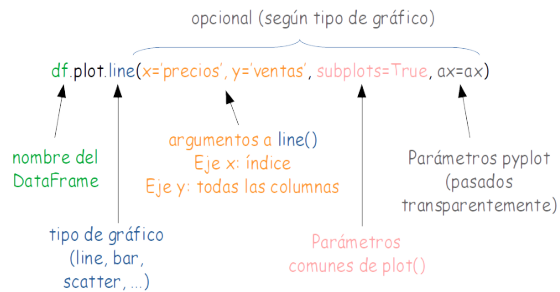 opcional (según tipo de gráfico)
df.plot.line(x='precios', y='ventas', subplots=True, ax=ax)
nombre del
DataFrame
argumentos a line()
Eje x: índice
Eje y: todas las columnas
Parámetros pyplot
(pasados
transparentemente)
tipo de gráfico
(line, bar,
scatter, ...)
Parámetros
comunes de plot()